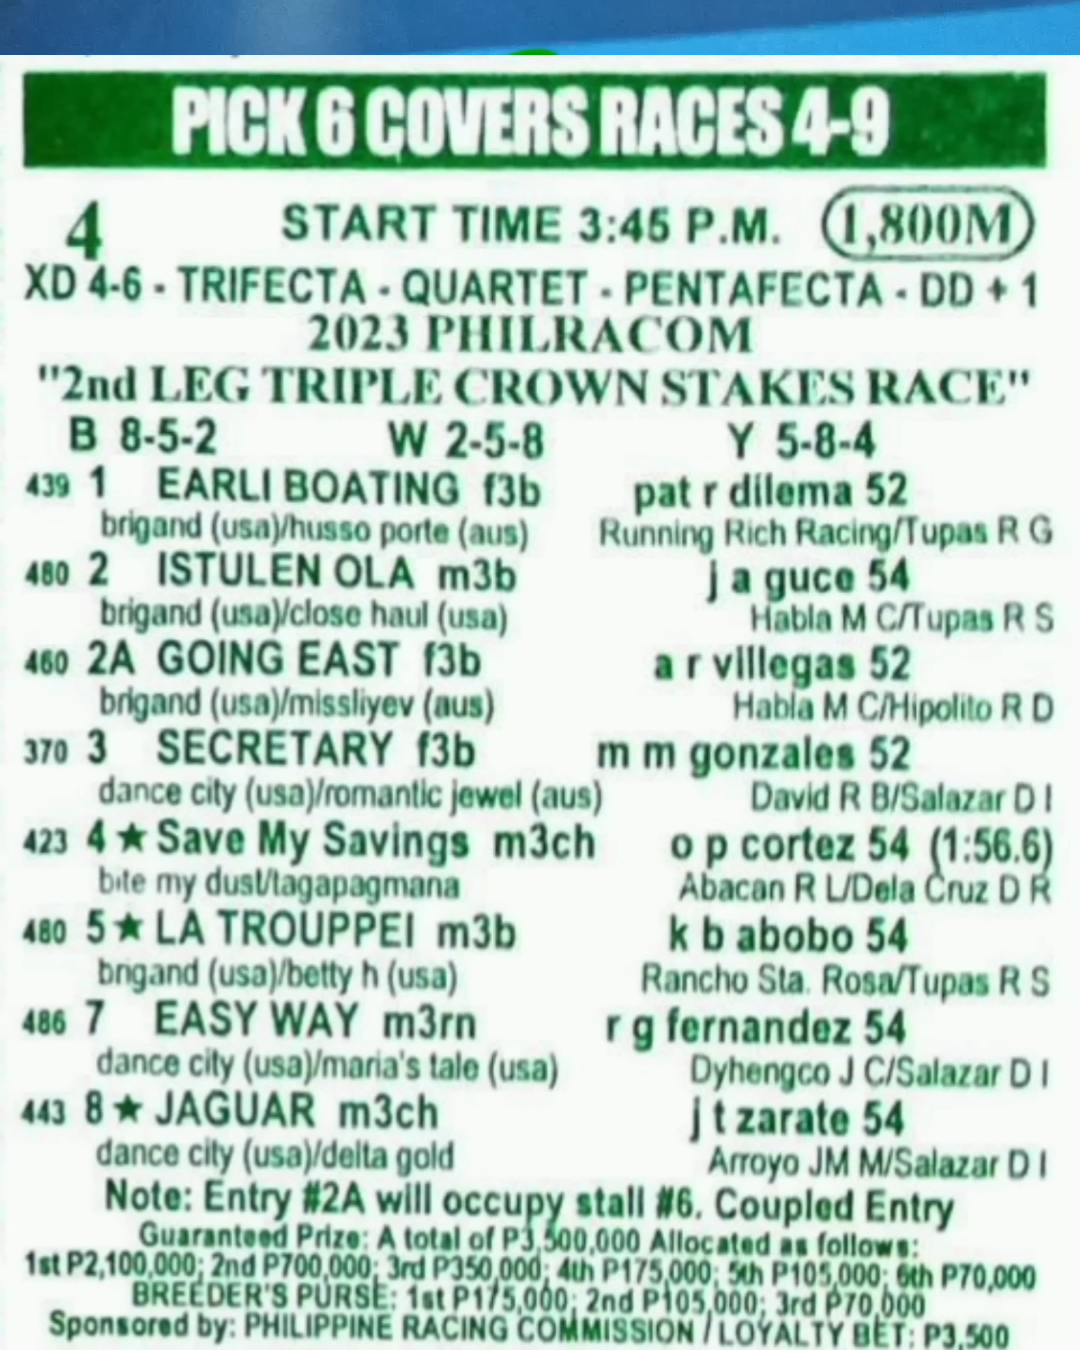 PICK 6 COVERS RACES 4-9
4 START TIME 3:45 P.M. 1,800M
XD 4-6 - TRIFECTA - QUARTET - PENTAFECTA - DD + 1
2023 PHILRACOM
"2nd LEG TRIPLE CROWN STAKES RACE"
B 8-5-2 W 2-5-8 Y 5-8-4
439 1 EARLI BOATING f3b pat r dilema 52
brigand (usa)/husso porte (aus) Running Rich Racing/Tupas R G
480 2 ISTULEN OLA m3b j a guce 54
brigand (usa)/close haul (usa) Habla M C/Tupas R S
460 2A GOING EAST f3b a r villegas 52
brigand (usa)/missliyev (aus) Habla M C/Hipolito R D
370 3 SECRETARY f3b m m gonzales 52
dance city (usa)/romantic jewel (aus) David R B/Salazar D I
423 4 ★ Save My Savings m3ch o p cortez 54 (1:56.6)
bite my dust/tagapagmana Abacan R L/Dela Cruz D R
480 5 ★ LA TROUPPEI m3b k b abobo 54
brigand (usa)/betty h (usa) Rancho Sta. Rosa/Tupas R S
486 7 EASY WAY m3rn r g fernandez 54
dance city (usa)/maria's tale (usa) Dyhengco J C/Salazar D I
443 8 ★ JAGUAR m3ch j t zarate 54
dance city (usa)/delta gold Arroyo JM M/Salazar D I
Note: Entry #2A will occupy stall #6. Coupled Entry
Guaranteed Prize: A total of P3,500,000 Allocated as follows:
1st P2,100,000; 2nd P700,000; 3rd P350,000; 4th P175,000; 5th P105,000; 6th P70,000
BREEDER'S PURSE: 1st P175,000; 2nd P105,000; 3rd P70,000
Sponsored by: PHILIPPINE RACING COMMISSION / LOYALTY BET: P3,500